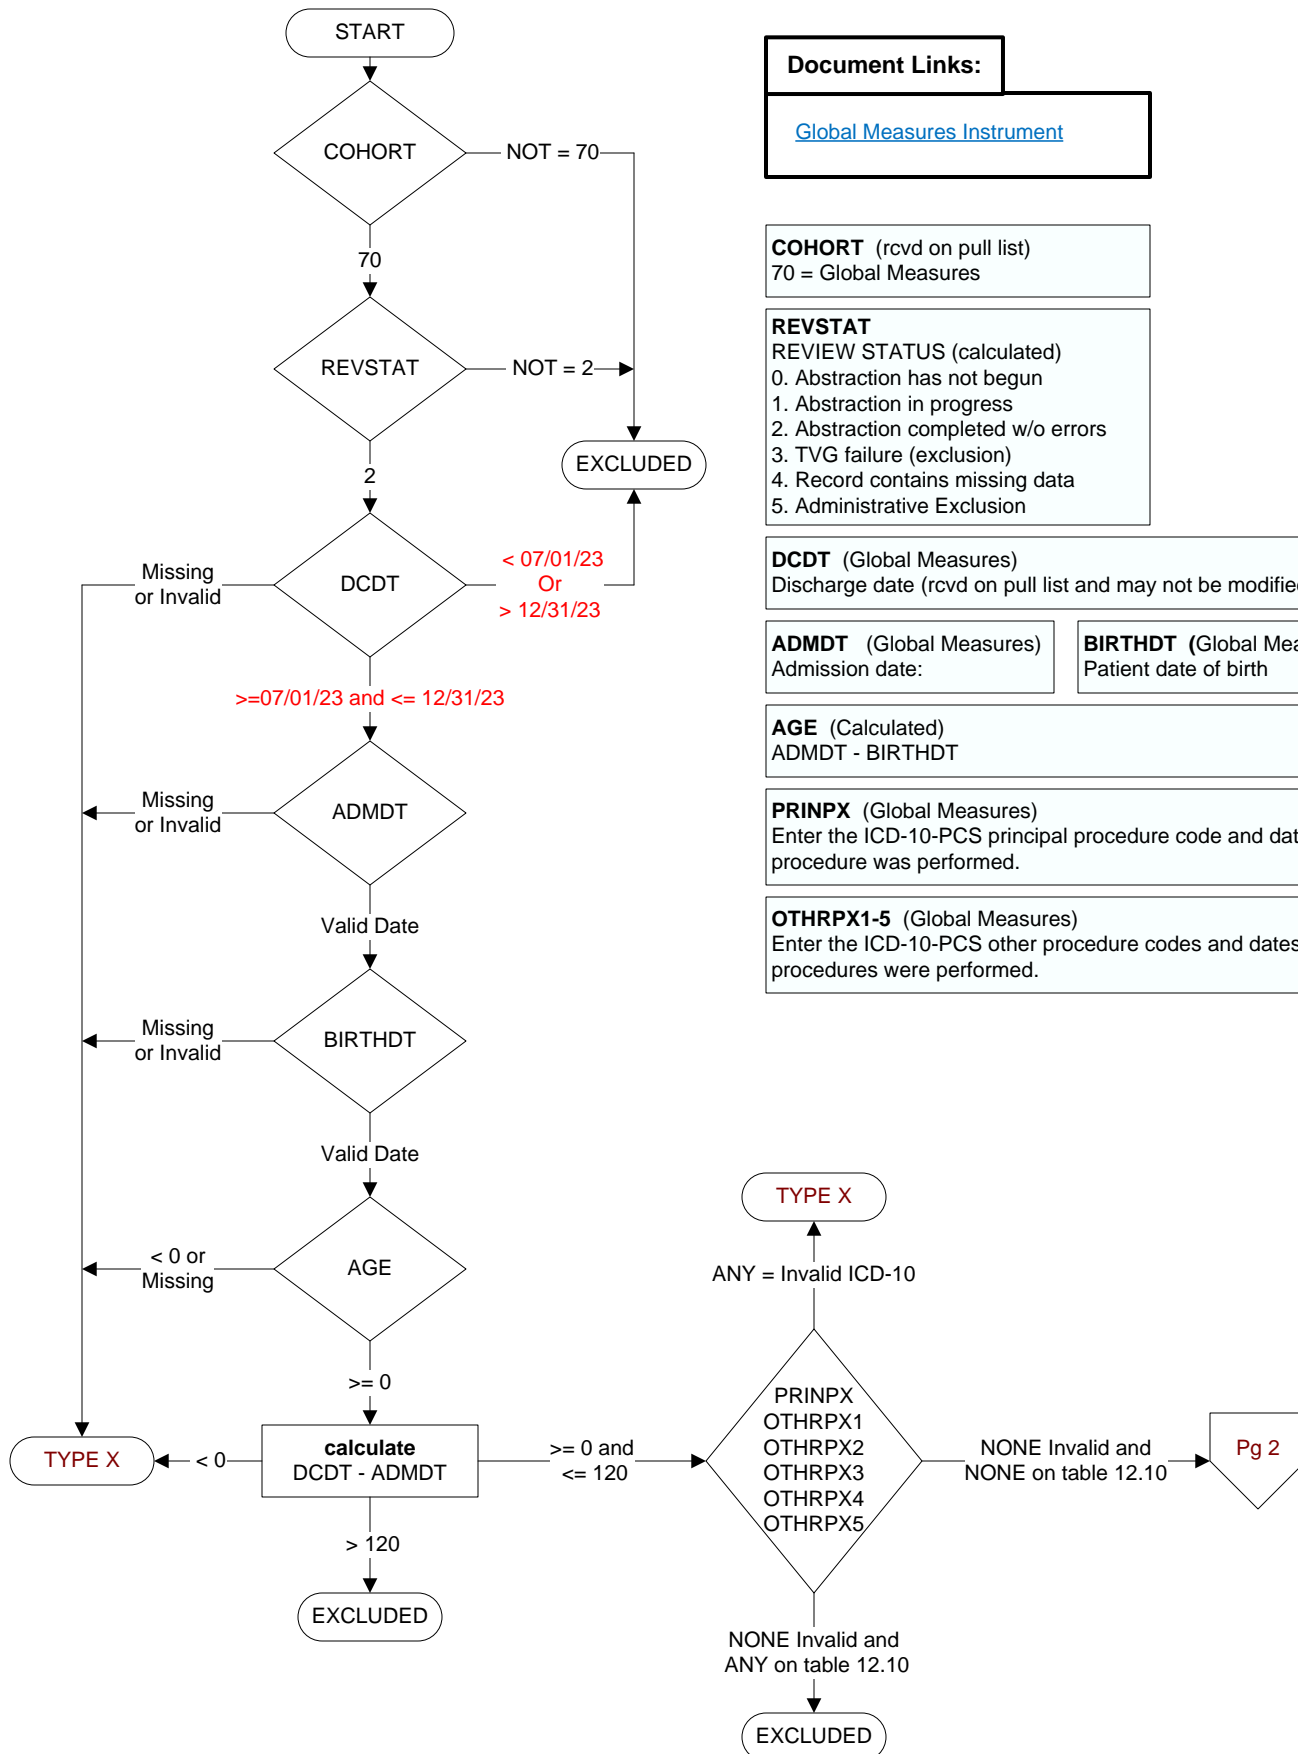 START
Document Links:
Global Measures Instrument
COHORT
NOT = 70
70
COHORT (rcvd on pull list)
70 = Global Measures
REVSTAT
NOT = 2
2
EXCLUDED
REVSTAT
REVIEW STATUS (calculated)
0. Abstraction has not begun
1. Abstraction in progress
2. Abstraction completed w/o errors
3. TVG failure (exclusion)
4. Record contains missing data
5. Administrative Exclusion
DCDT
Missing
or Invalid
< 07/01/23
Or
> 12/31/23
>=07/01/23 and <= 12/31/23
DCDT (Global Measures)
Discharge date (rcvd on pull list and may not be modified
ADMDT (Global Measures)
Admission date:
BIRTHDT (Global Mea
Patient date of birth
AGE (Calculated)
ADMDT - BIRTHDT
PRINPX (Global Measures)
Enter the ICD-10-PCS principal procedure code and dat
procedure was performed.
OTHRPX1-5 (Global Measures)
Enter the ICD-10-PCS other procedure codes and dates
procedures were performed.
ADMDT
Missing
or Invalid
Valid Date
BIRTHDT
Missing
or Invalid
Valid Date
AGE
< 0 or
Missing
>= 0
calculate
DCDT - ADMDT
< 0
TYPE X
> 120
EXCLUDED
>= 0 and
<= 120
TYPE X
ANY = Invalid ICD-10
PRINPX
OTHRPX1
OTHRPX2
OTHRPX3
OTHRPX4
OTHRPX5
NONE Invalid and
NONE on table 12.10
Pg 2
NONE Invalid and
ANY on table 12.10
EXCLUDED